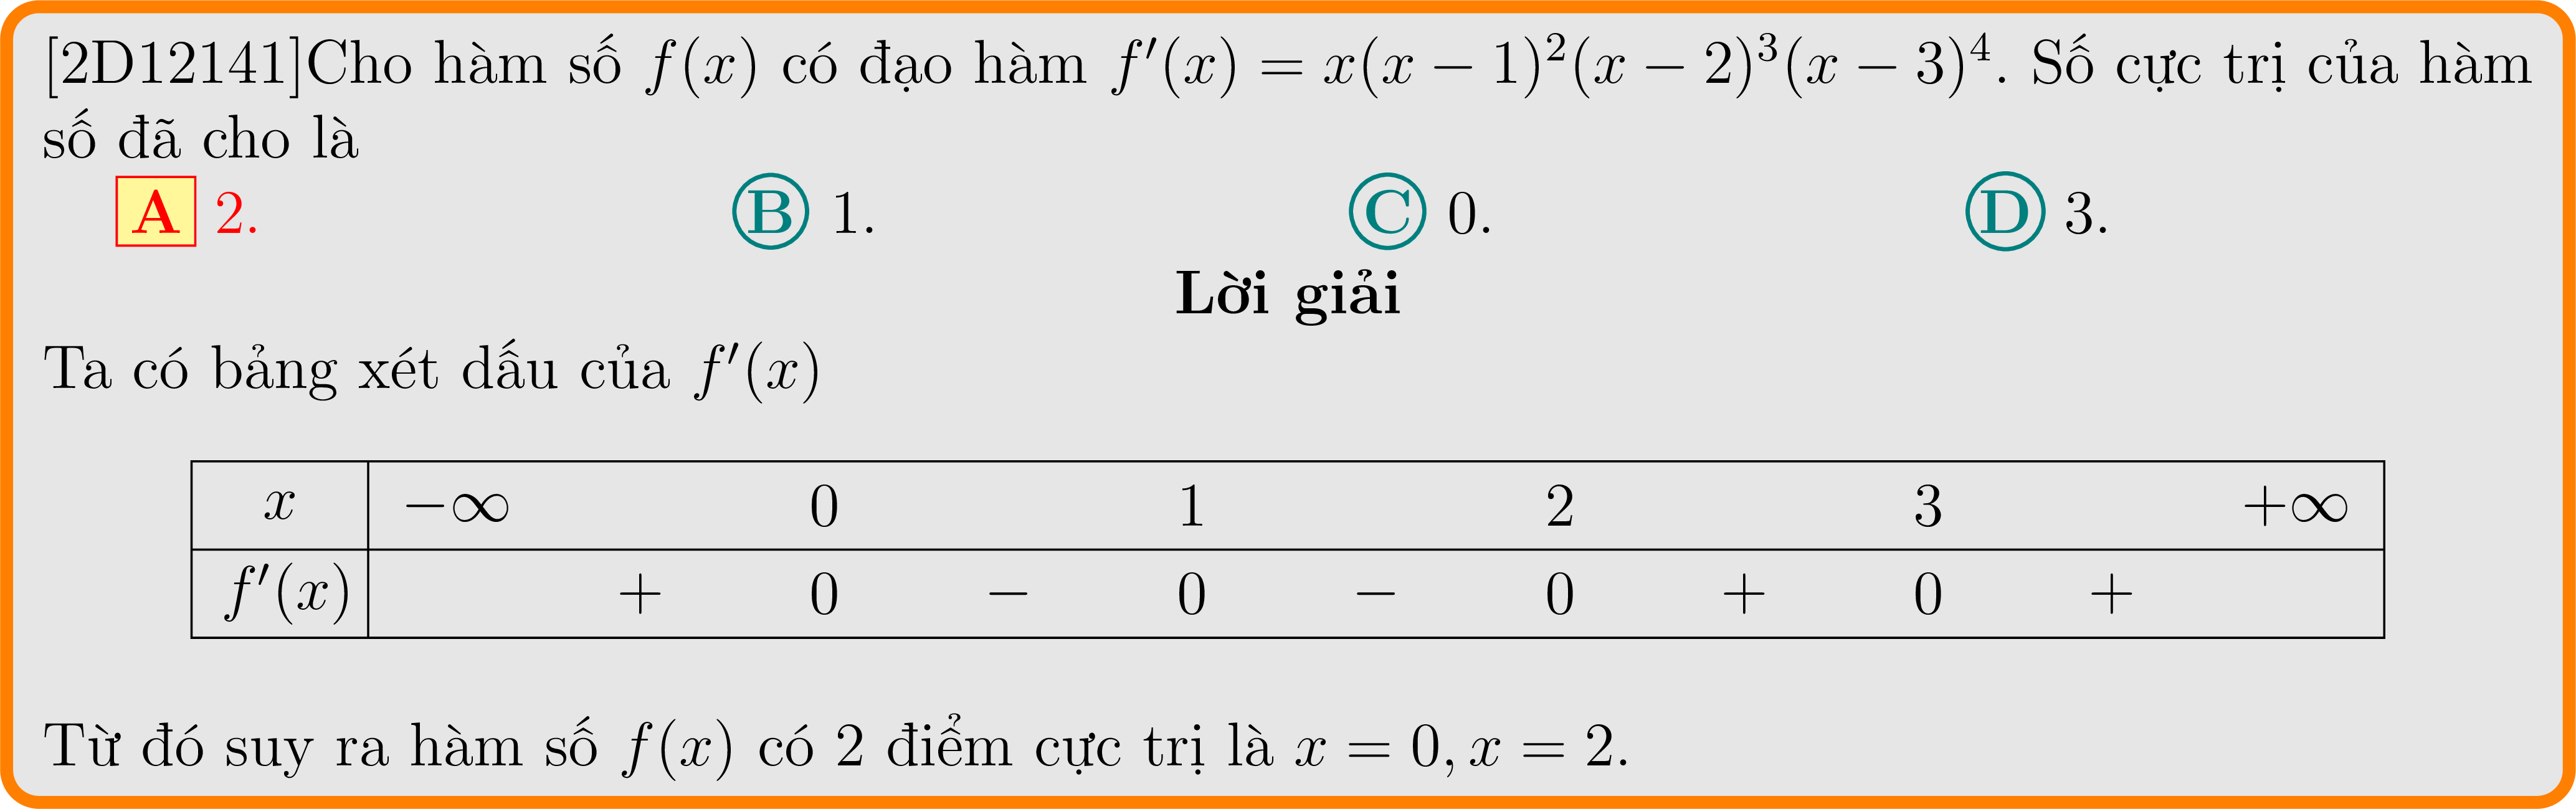 [2D12141]Cho hàm số f(x) có đạo hàm f′(x) = x(x − 1)²(x − 2)³(x − 3)⁴. Số cực trị của hàm
số đã cho là
A 2. B 1. C 0. D 3.
Lời giải
Ta có bảng xét dấu của f′(x)
x −∞ 0 1 2 3 +∞
f′(x) + 0 − 0 − 0 + 0 +
Từ đó suy ra hàm số f(x) có 2 điểm cực trị là x = 0, x = 2.